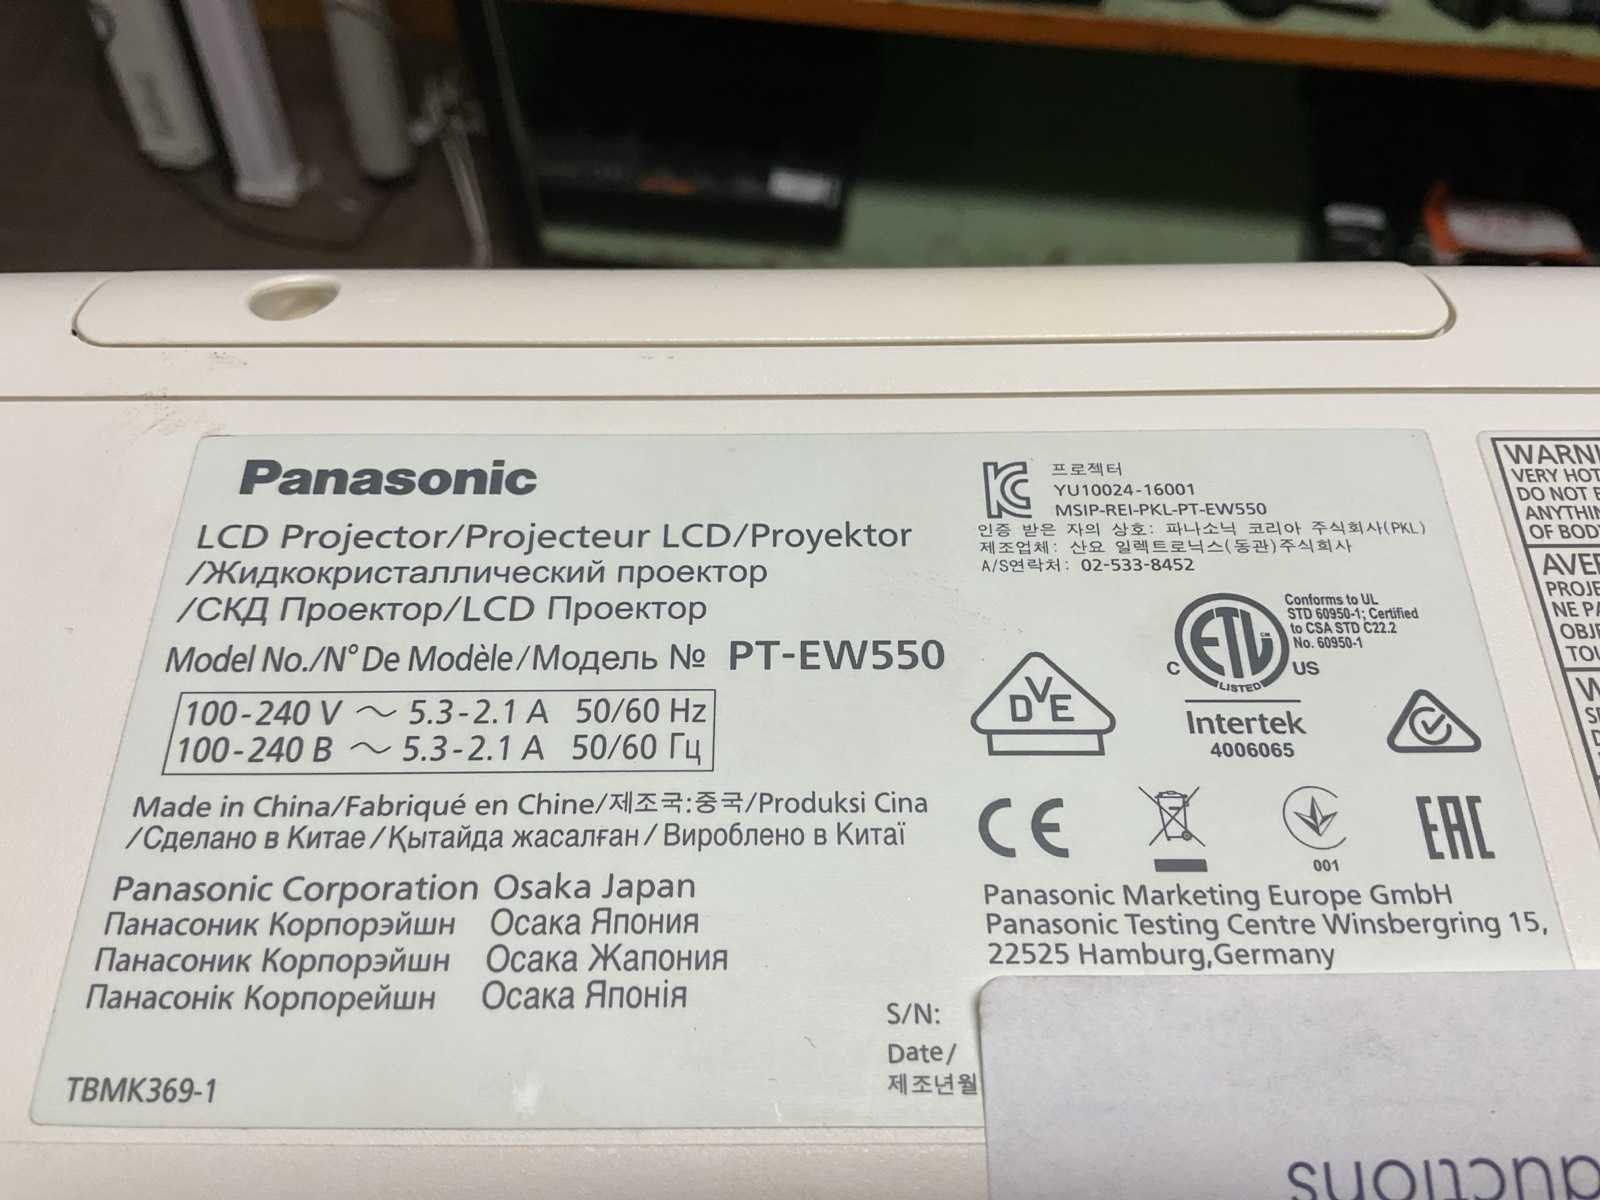 Panasonic
LCD Projector/Projecteur LCD/Proyektor
/Жидкокристаллический проектор
/СКД Проектор/LCD Проектор
Model No./N° De Modèle/Модель № PT-EW550
100-240 V ～ 5.3-2.1 A 50/60 Hz
100-240 В ～ 5.3-2.1 A 50/60 Гц
Made in China/Fabriqué en Chine/제조국:중국/Produksi Cina
/Сделано в Китае/Қытайда жасалған/Вироблено в Китаї
Panasonic Corporation Osaka Japan
Панасоник Корпорэйшн Осака Япония
Панасоник Корпорэйшн Осака Жапония
Панасонік Корпорейшн Осака Японія
TBMK369-1
프로젝터
YU10024-16001
MSIP-REI-PKL-PT-EW550
인증 받은 자의 상호: 파나소닉 코리아 주식회사(PKL)
제조업체: 산요 일렉트로닉스(동관)주식회사
A/S연락처: 02-533-8452
DVE
C ETL CM LISTED US
Conforms to UL
STD 60950-1; Certified
to CSA STD C22.2
No. 60950-1
Intertek
4006065
CE
001
EAC
Panasonic Marketing Europe GmbH
Panasonic Testing Centre Winsbergring 15,
22525 Hamburg,Germany
S/N:
Date/
제조년월
WARNI
VERY HOT
DO NOT
ANYTHIN
OF BOD
AVE
PROJE
NE PA
OBJ
TOU
uctions